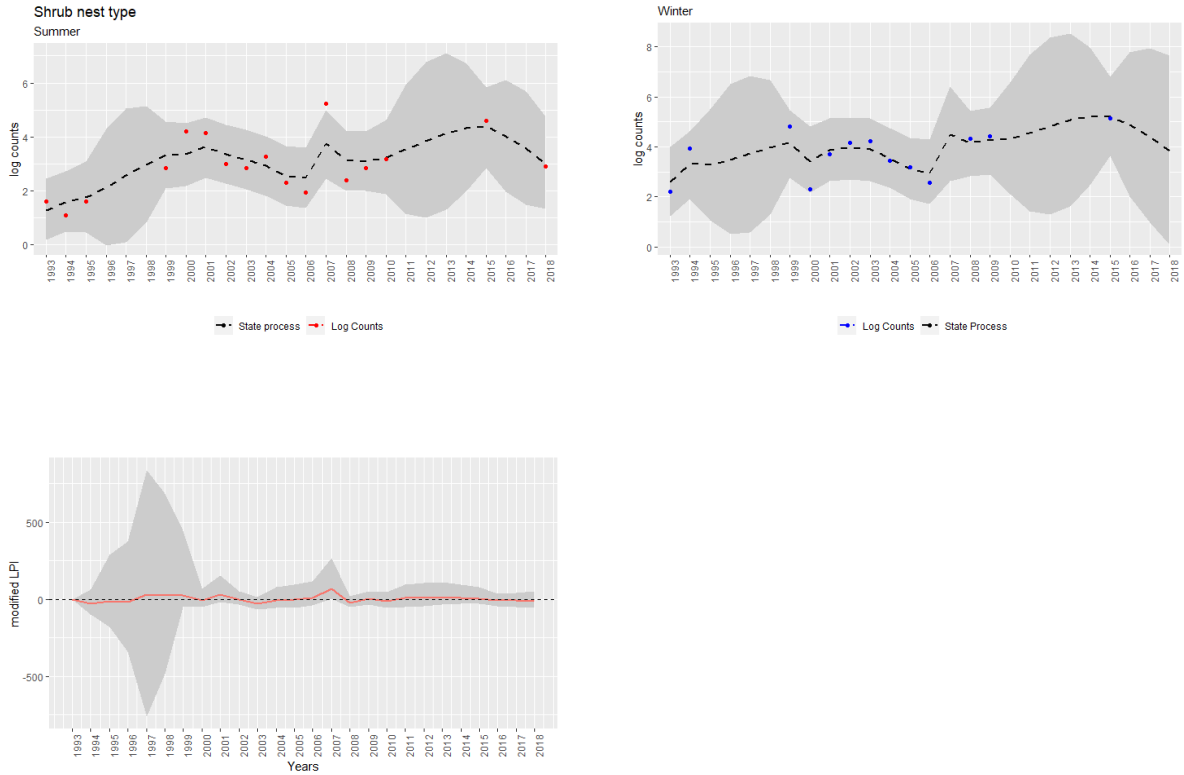 Shrub nest type
Summer
log counts
6
4
2
0
1993 1994 1995 1996 1997 1998 1999 2000 2001 2002 2003 2004 2005 2006 2007 2008 2009 2010 2011 2012 2013 2014 2015 2016 2017 2018
State process Log Counts
Winter
log counts
8
6
4
2
0
1993 1994 1995 1996 1997 1998 1999 2000 2001 2002 2003 2004 2005 2006 2007 2008 2009 2010 2011 2012 2013 2014 2015 2016 2017 2018
Log Counts State Process
modified LPI
500
0
-500
1993 1994 1995 1996 1997 1998 1999 2000 2001 2002 2003 2004 2005 2006 2007 2008 2009 2010 2011 2012 2013 2014 2015 2016 2017 2018
Years